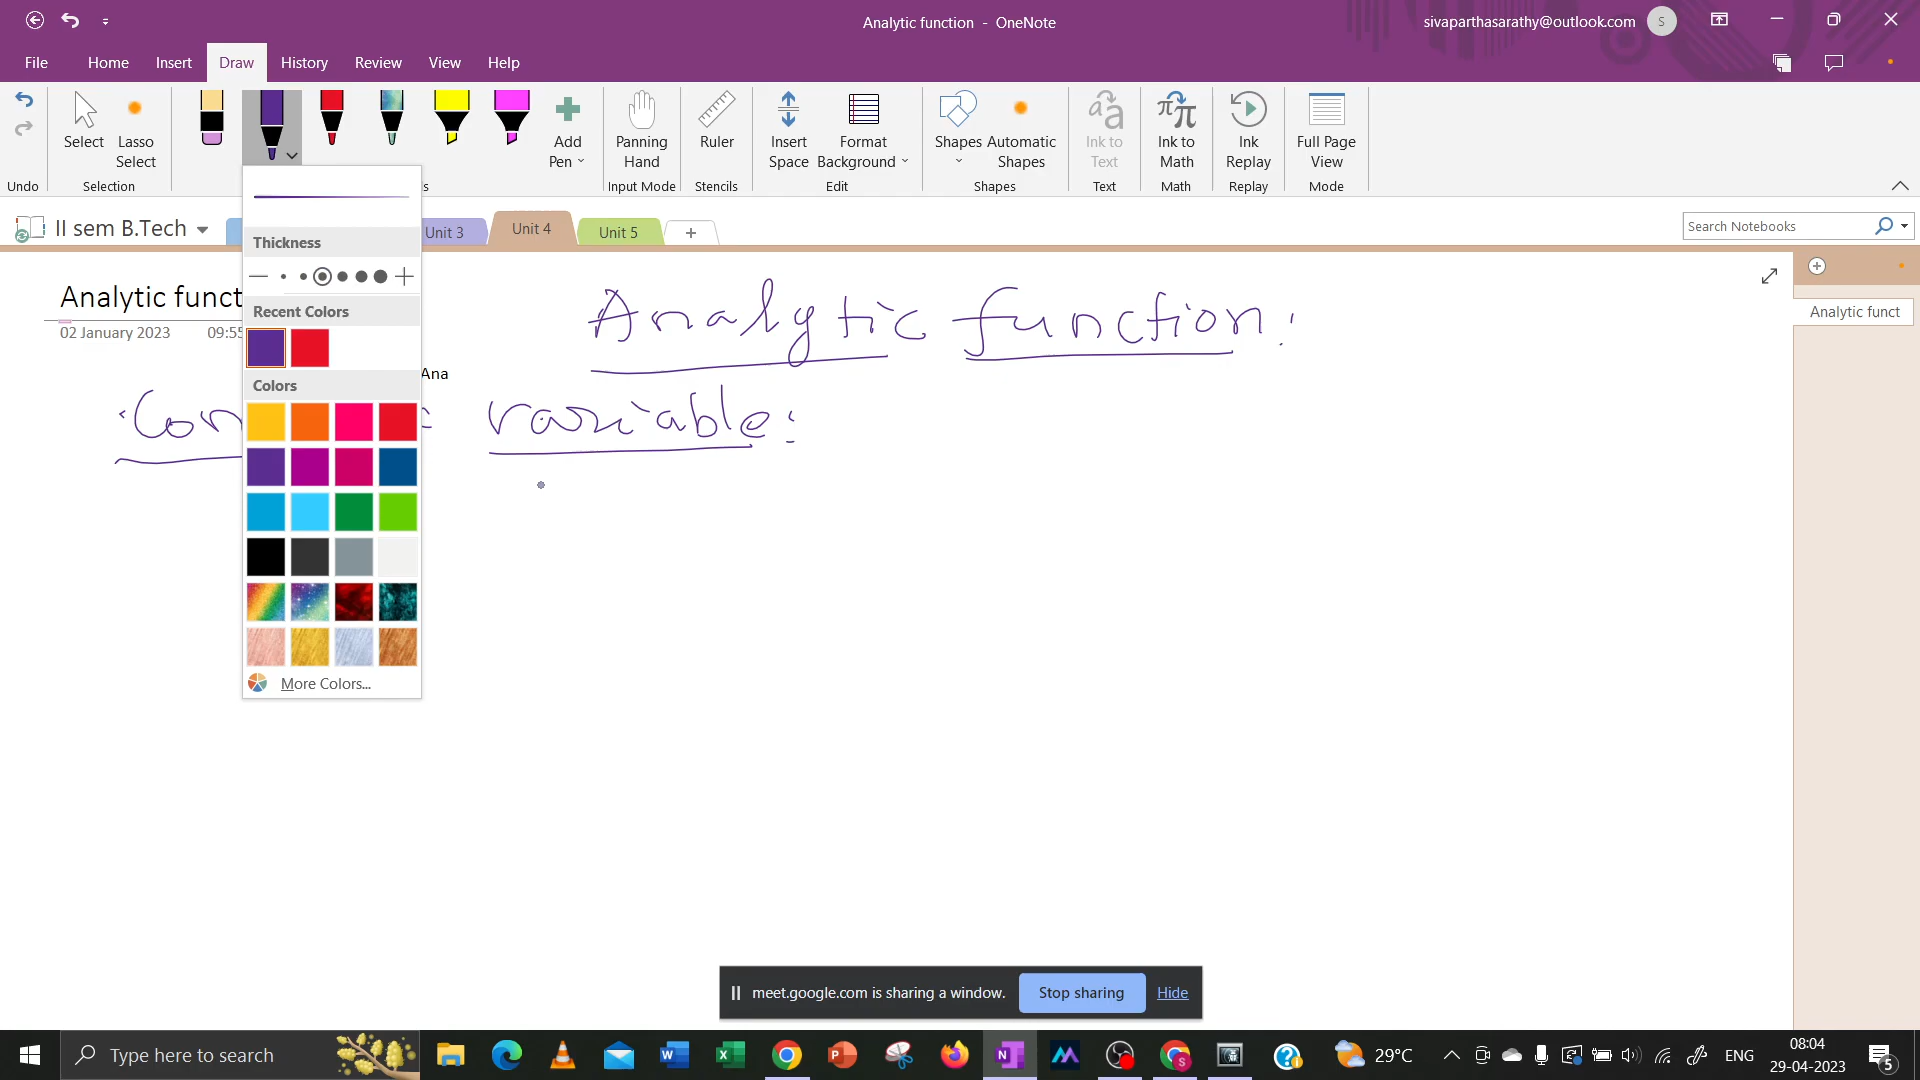 Analytic function - OneNote
sivaparthasarathy@outlook.com
S
File Home Insert Draw History Review View Help
Select
Lasso Select
Add Pen
Panning Hand
Ruler
Insert Space
Format Background
Shapes
Automatic Shapes
Ink to Text
Ink to Math
Ink Replay
Full Page View
Undo Selection Input Mode Stencils Edit Shapes Text Math Replay Mode
II sem B.Tech
Unit 3
Unit 4
Unit 5
Search Notebooks
Thickness
Recent Colors
Colors
More Colors...
Analytic funct
02 January 2023 09:55
Ana
Analytic function:
variable:
Analytic funct
meet.google.com is sharing a window. Stop sharing Hide
Type here to search
29°C
ENG
08:04
29-04-2023
5